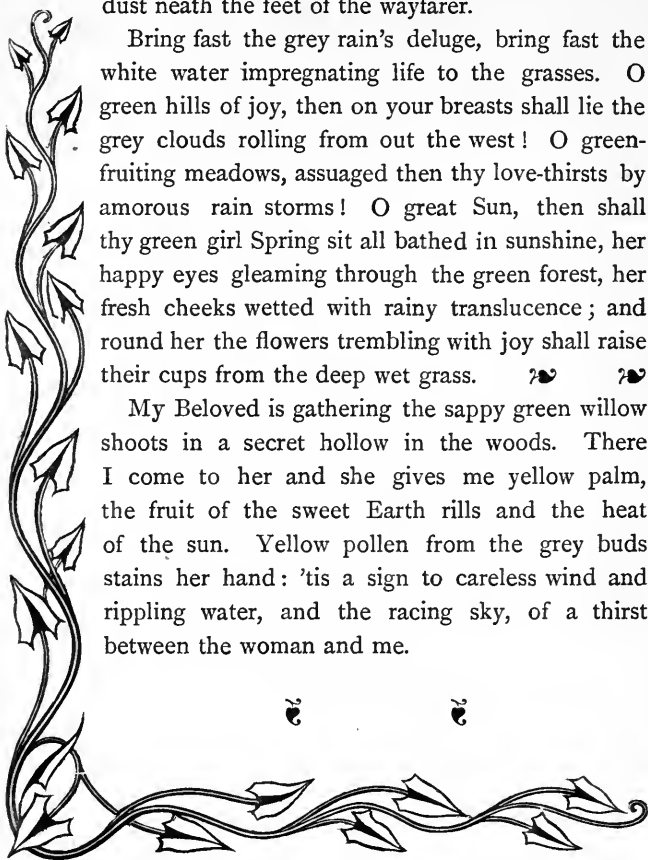 dust neath the feet of the wayfarer.
Bring fast the grey rain's deluge, bring fast the
white water impregnating life to the grasses. O
green hills of joy, then on your breasts shall lie the
grey clouds rolling from out the west! O green-
fruiting meadows, assuaged then thy love-thirsts by
amorous rain storms! O great Sun, then shall
thy green girl Spring sit all bathed in sunshine, her
happy eyes gleaming through the green forest, her
fresh cheeks wetted with rainy translucence; and
round her the flowers trembling with joy shall raise
their cups from the deep wet grass. ❧ ❧
My Beloved is gathering the sappy green willow
shoots in a secret hollow in the woods. There
I come to her and she gives me yellow palm,
the fruit of the sweet Earth rills and the heat
of the sun. Yellow pollen from the grey buds
stains her hand: 'tis a sign to careless wind and
rippling water, and the racing sky, of a thirst
between the woman and me.